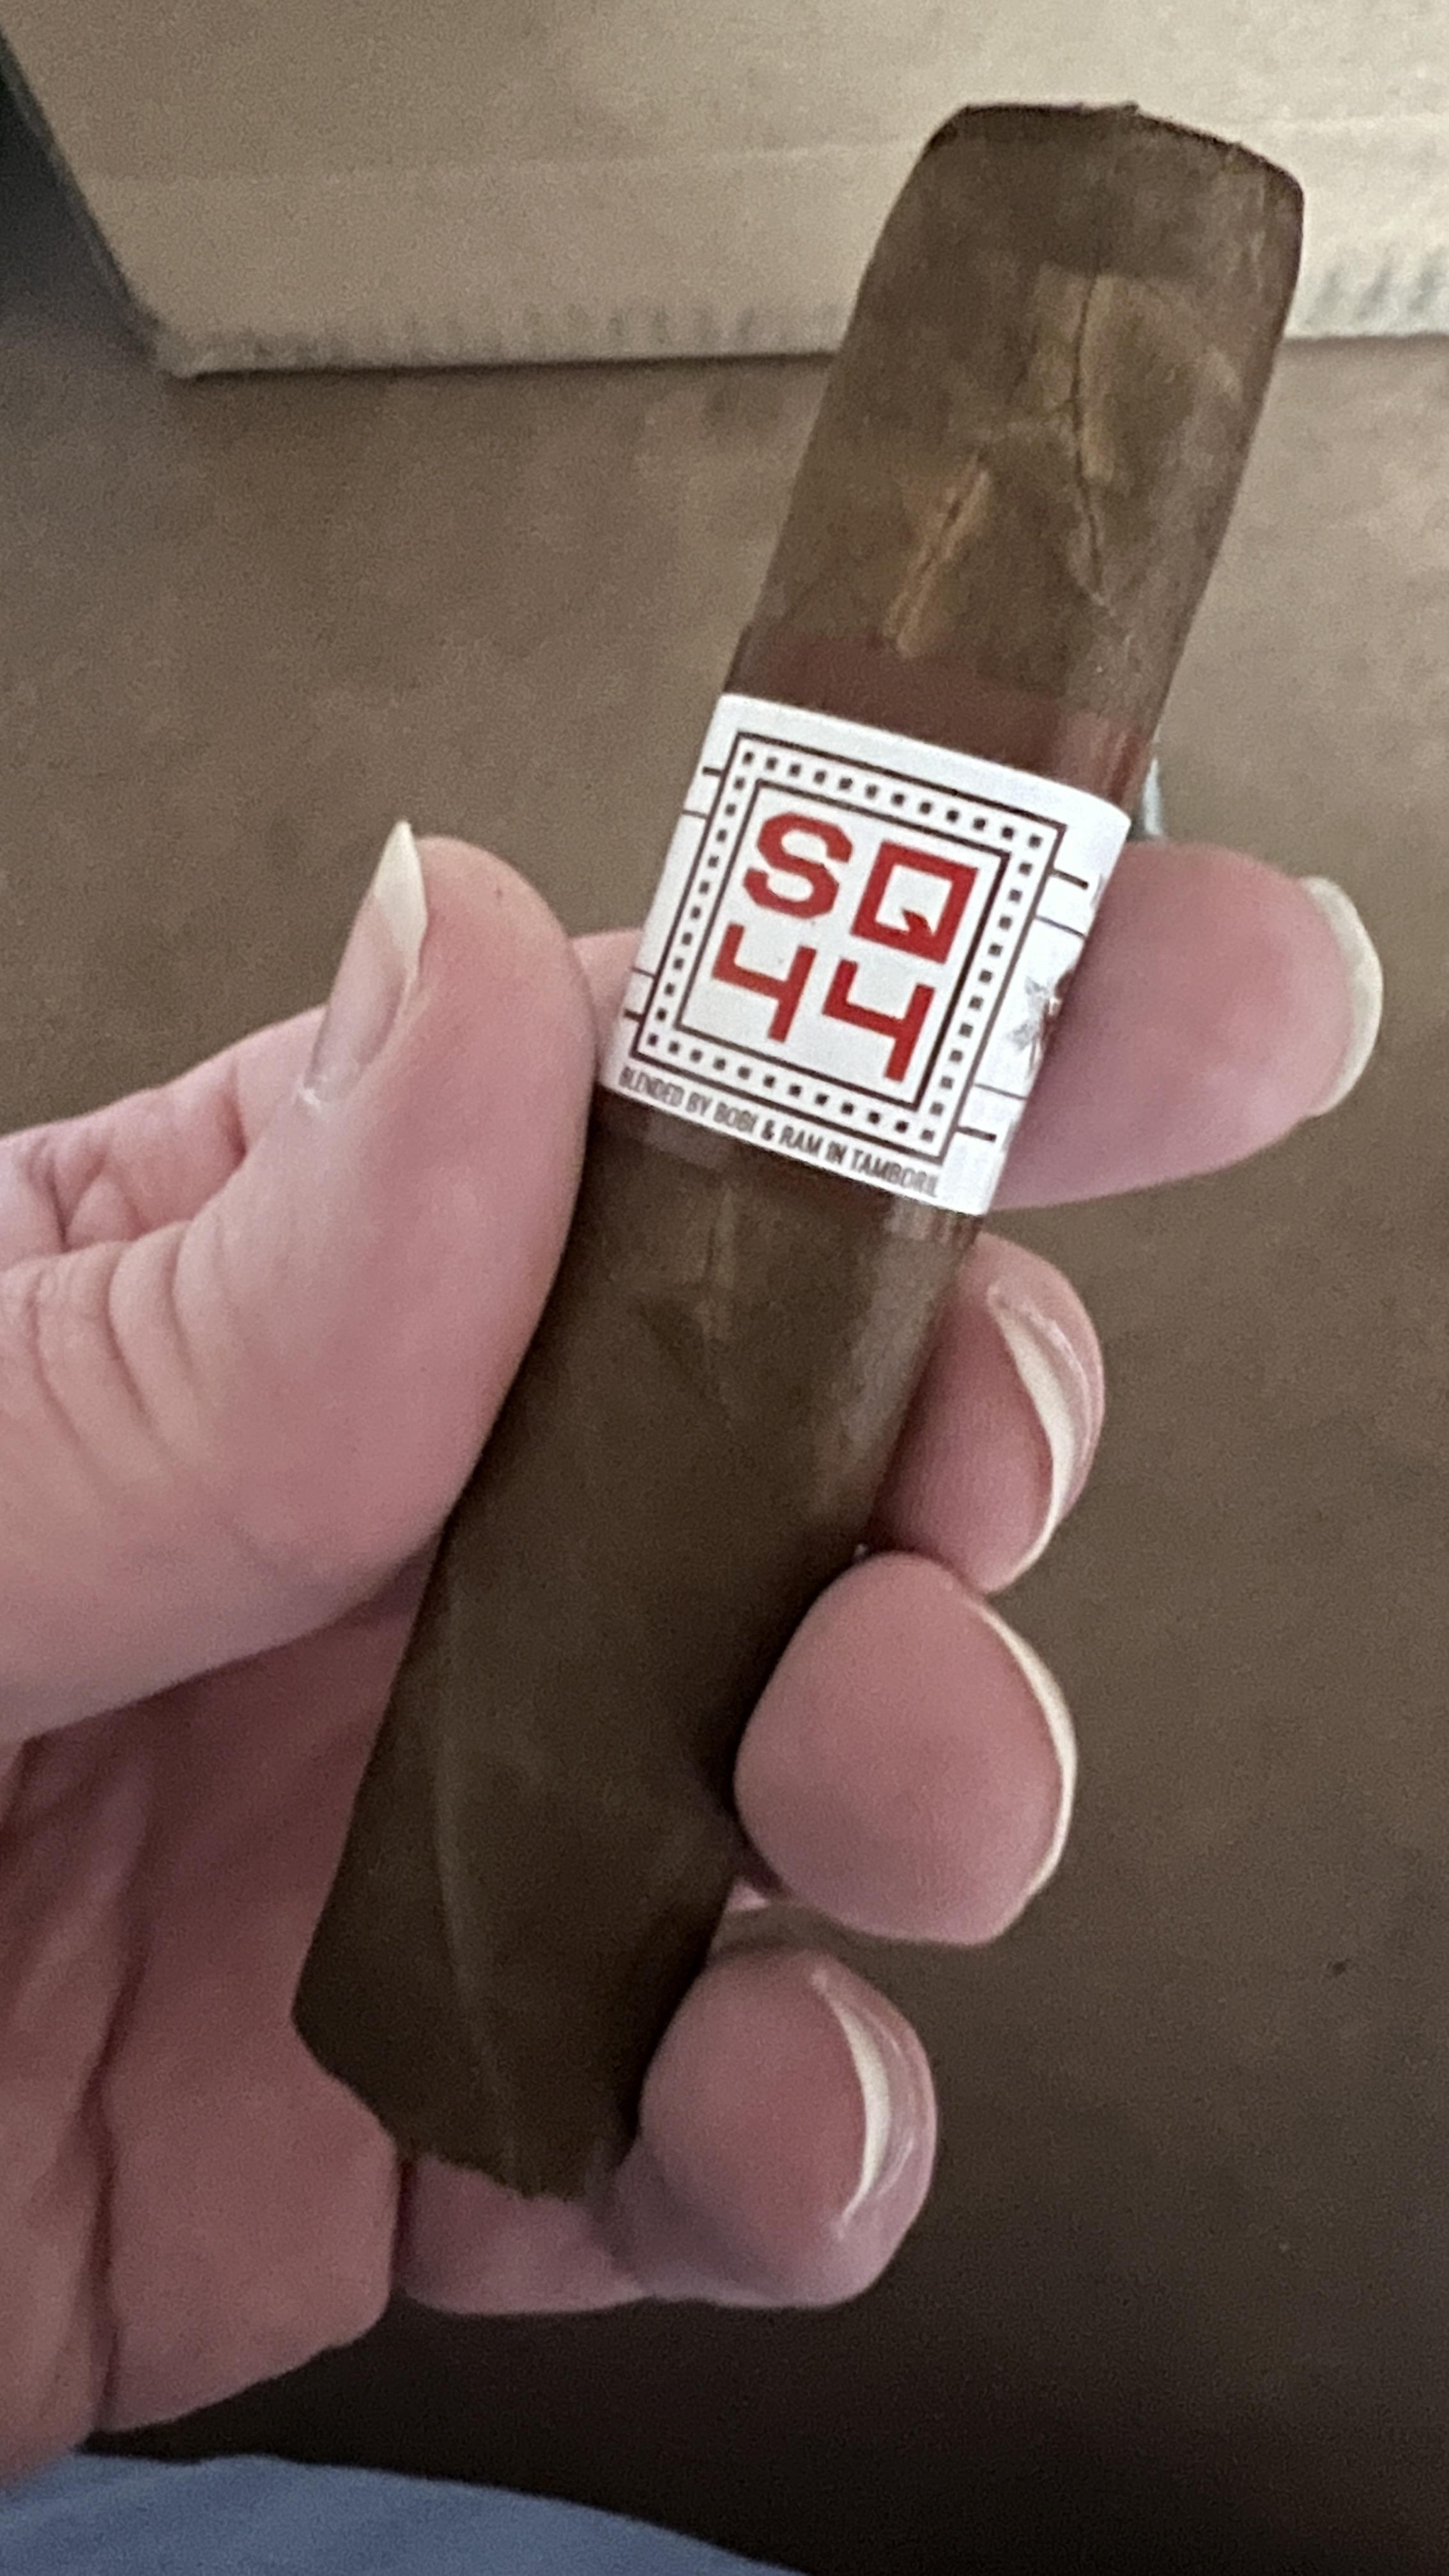 SQ
44
BLENDED BY BOBI & RAM IN TAMBORIL